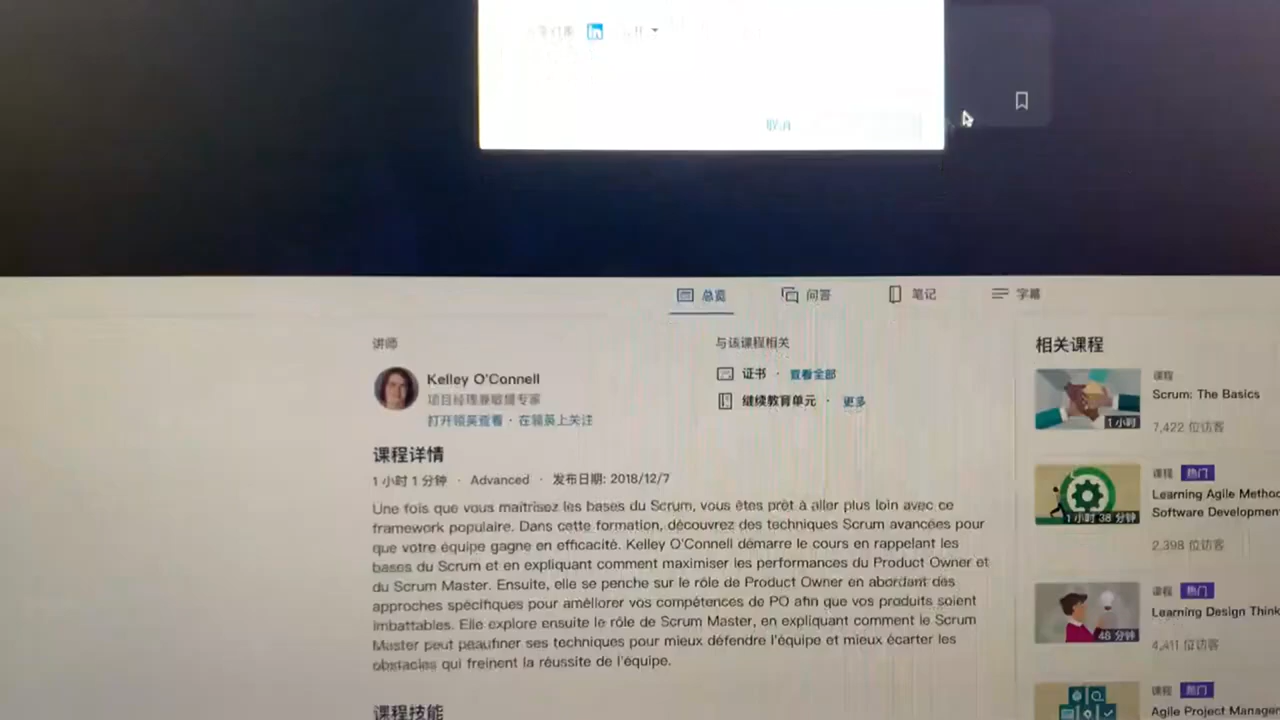 in
取消
总览
问答
笔记
字幕
讲师
Kelley O'Connell
项目经理兼敏捷专家
打开领英查看 · 在领英上关注
与该课程相关
证书 · 查看全部
继续教育单元 · 更多
课程详情
1 小时 1 分钟 · Advanced · 发布日期: 2018/12/7
Une fois que vous maîtrisez les bases du Scrum, vous êtes prêt à aller plus loin avec ce
framework populaire. Dans cette formation, découvrez des techniques Scrum avancées pour
que votre équipe gagne en efficacité. Kelley O'Connell démarre le cours en rappelant les
bases du Scrum et en expliquant comment maximiser les performances du Product Owner et
du Scrum Master. Ensuite, elle se penche sur le rôle de Product Owner en abordant des
approches spécifiques pour améliorer vos compétences de PO afin que vos produits soient
imbattables. Elle explore ensuite le rôle de Scrum Master, en expliquant comment le Scrum
Master peut peaufiner ses techniques pour mieux défendre l'équipe et mieux écarter les
obstacles qui freinent la réussite de l'équipe.
课程技能
相关课程
1 小时
课程
Scrum: The Basics
7,422 位访客
1 小时 38 分钟
课程 热门
Learning Agile Metho
Software Developmen
2,398 位访客
46 分钟
课程 热门
Learning Design Think
4,411 位访客
课程 热门
Agile Project Manager